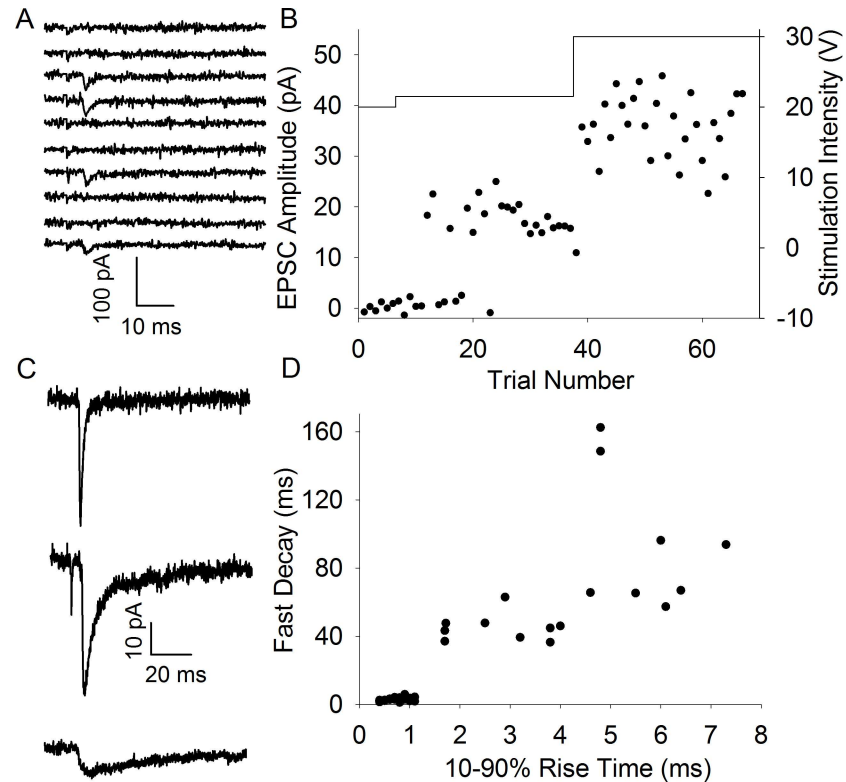 A
100 pA
10 ms
B
EPSC Amplitude (pA)
50
40
30
20
10
0
0
20
40
60
Trial Number
30
20
10
0
-10
Stimulation Intensity (V)
C
10 pA
20 ms
D
Fast Decay (ms)
160
120
80
40
0
0 1 2 3 4 5 6 7 8
10-90% Rise Time (ms)